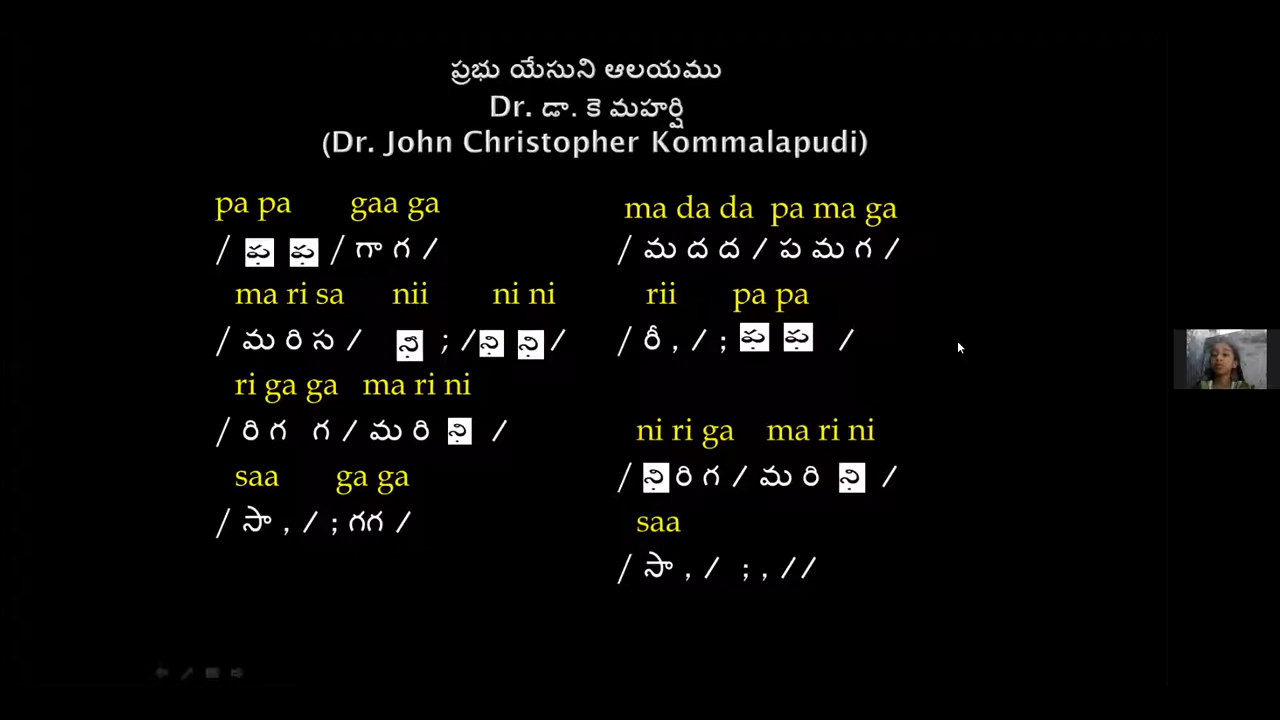 ప్రభు యేసుని ఆలయము
Dr. డా. కె మహర్షి
(Dr. John Christopher Kommalapudi)
pa pa gaa ga
/ ప̣ ప̣ / గా గ /
ma ri sa nii ni ni
/ మ రి స / నీ̣ ; / ని̣ ని̣ /
ri ga ga ma ri ni
/ రి గ గ / మ రి ని̣ /
saa ga ga
/ సా , / ; గగ /
ma da da pa ma ga
/ మ ద ద / ప మ గ /
rii pa pa
/ రీ , / ; ప̣ ప̣ /
ni ri ga ma ri ni
/ ని̣ రి గ / మ రి ని̣ /
saa
/ సా , / ; , //